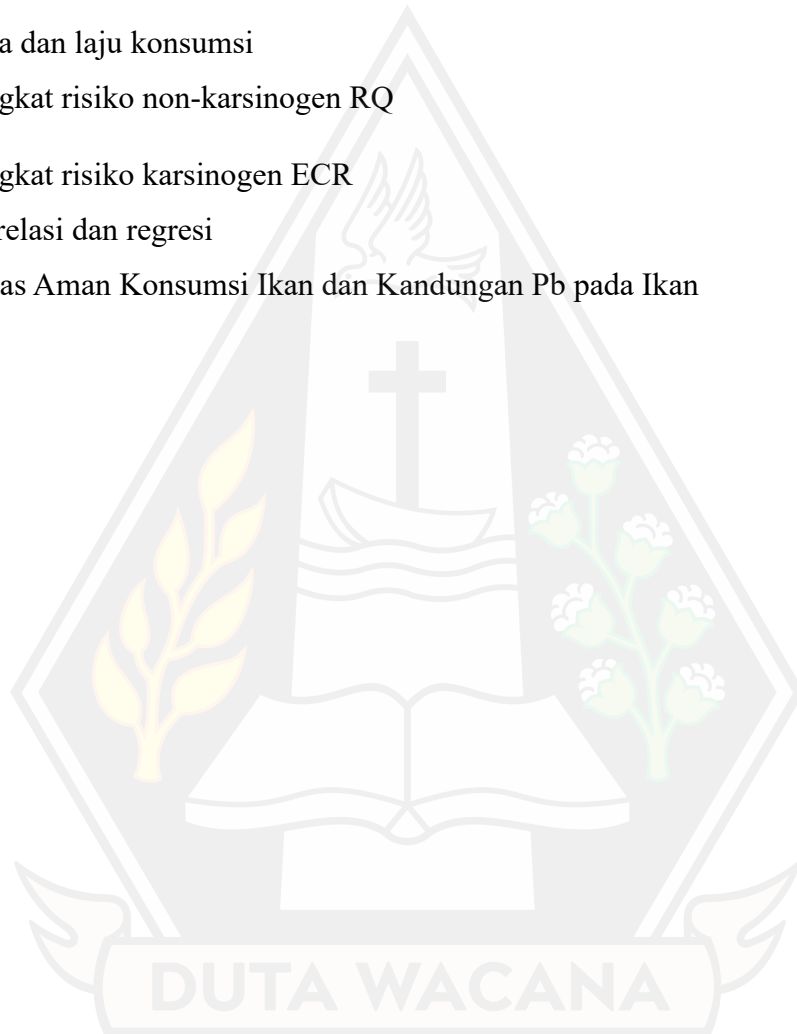 a dan laju konsumsi
gkat risiko non-karsinogen RQ
gkat risiko karsinogen ECR
relasi dan regresi
as Aman Konsumsi Ikan dan Kandungan Pb pada Ikan
DUTA WACANA